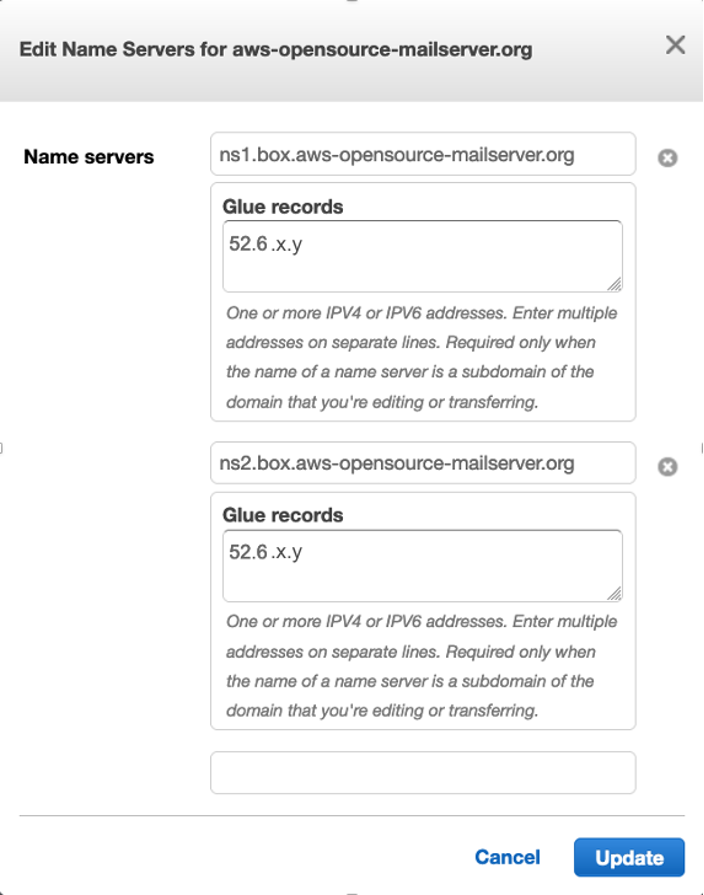 Edit Name Servers for aws-opensource-mailserver.org
Name servers
ns1.box.aws-opensource-mailserver.org
Glue records
52.6.x.y
One or more IPV4 or IPV6 addresses. Enter multiple
addresses on separate lines. Required only when
the name of a name server is a subdomain of the
domain that you're editing or transferring.
ns2.box.aws-opensource-mailserver.org
Glue records
52.6.x.y
One or more IPV4 or IPV6 addresses. Enter multiple
addresses on separate lines. Required only when
the name of a name server is a subdomain of the
domain that you're editing or transferring.
Cancel
Update